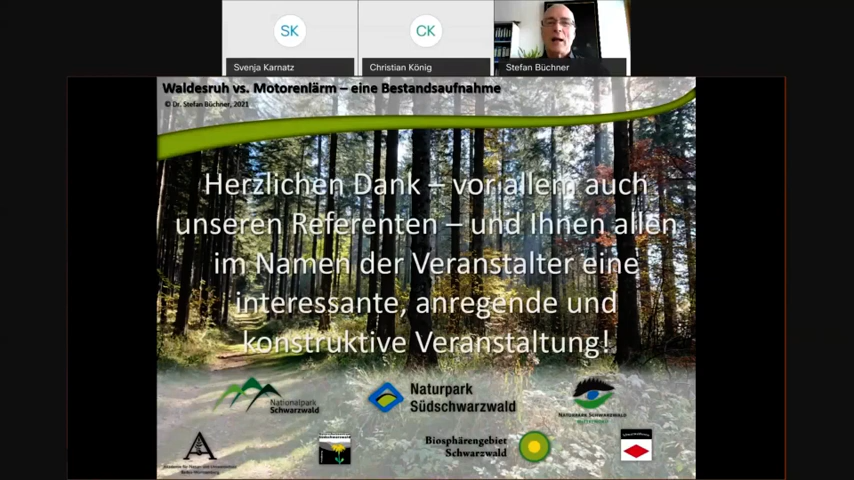 SK
CK
Svenja Karnatz
Christian König
Stefan Büchner
Waldesruh vs. Motorenlärm – eine Bestandsaufnahme
© Dr. Stefan Büchner, 2021
Herzlichen Dank – vor allem auch
unseren Referenten – und Ihnen allen
im Namen der Veranstalter eine
interessante, anregende und
konstruktive Veranstaltung!
Nationalpark
Schwarzwald
Naturpark
Südschwarzwald
NATURPARK SCHWARZWALD
Biosphärengebiet
Schwarzwald